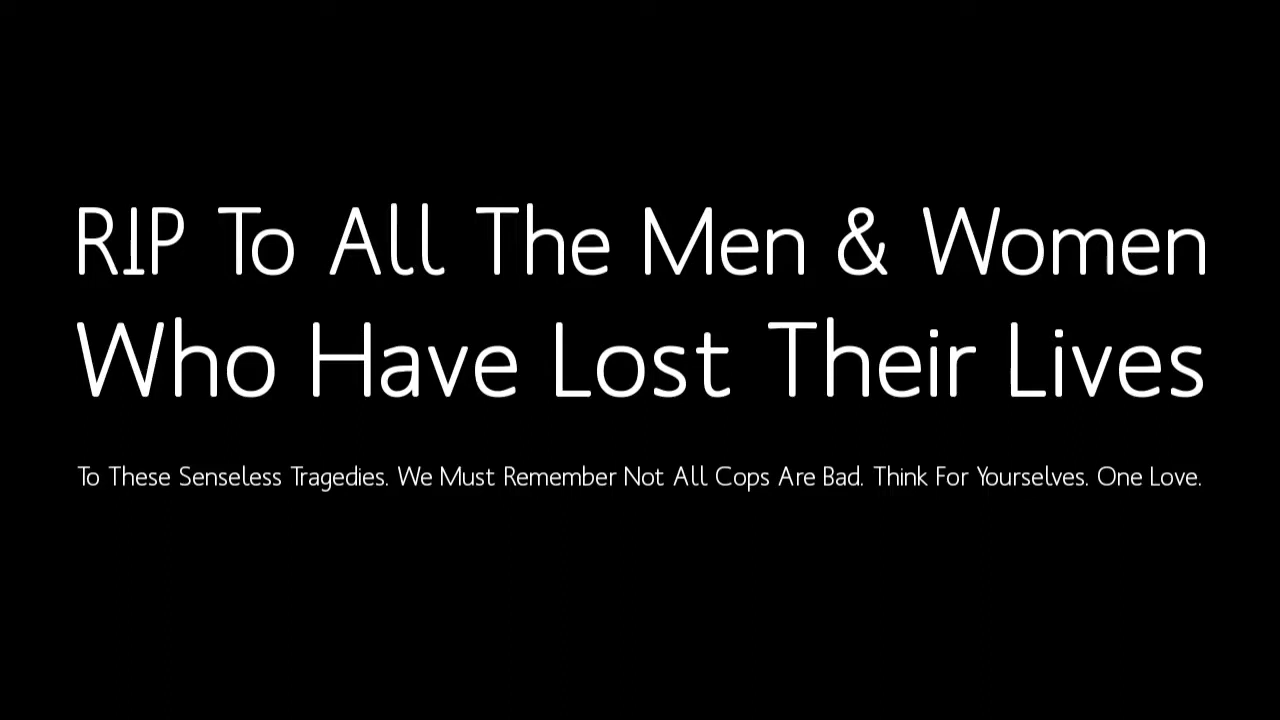 RIP To All The Men & Women
Who Have Lost Their Lives
To These Senseless Tragedies. We Must Remember Not All Cops Are Bad. Think For Yourselves. One Love.